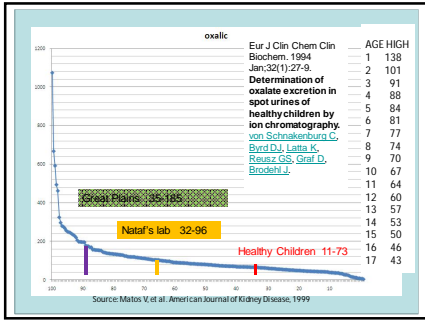 oxalic
Eur J Clin Chem Clin
Biochem. 1994
Jan;32(1):27-9.
Determination of
oxalate excretion in
spot urines of
healthy children by
ion chromatography.
von Schnakenburg C,
Byrd DJ, Latta K,
Reusz GS, Graf D,
Brodehl J.
AGE HIGH
1 138
2 101
3 91
4 88
5 84
6 81
7 77
8 74
9 70
10 67
11 64
12 60
13 57
14 53
15 50
16 46
17 43
1200
1000
800
600
400
200
0
Great Plains 35-185
Nataf's lab 32-96
Healthy Children 11-73
100 90 80 70 60 50 40 30 20 10
Source: Matos V, et al. American Journal of Kidney Disease, 1999